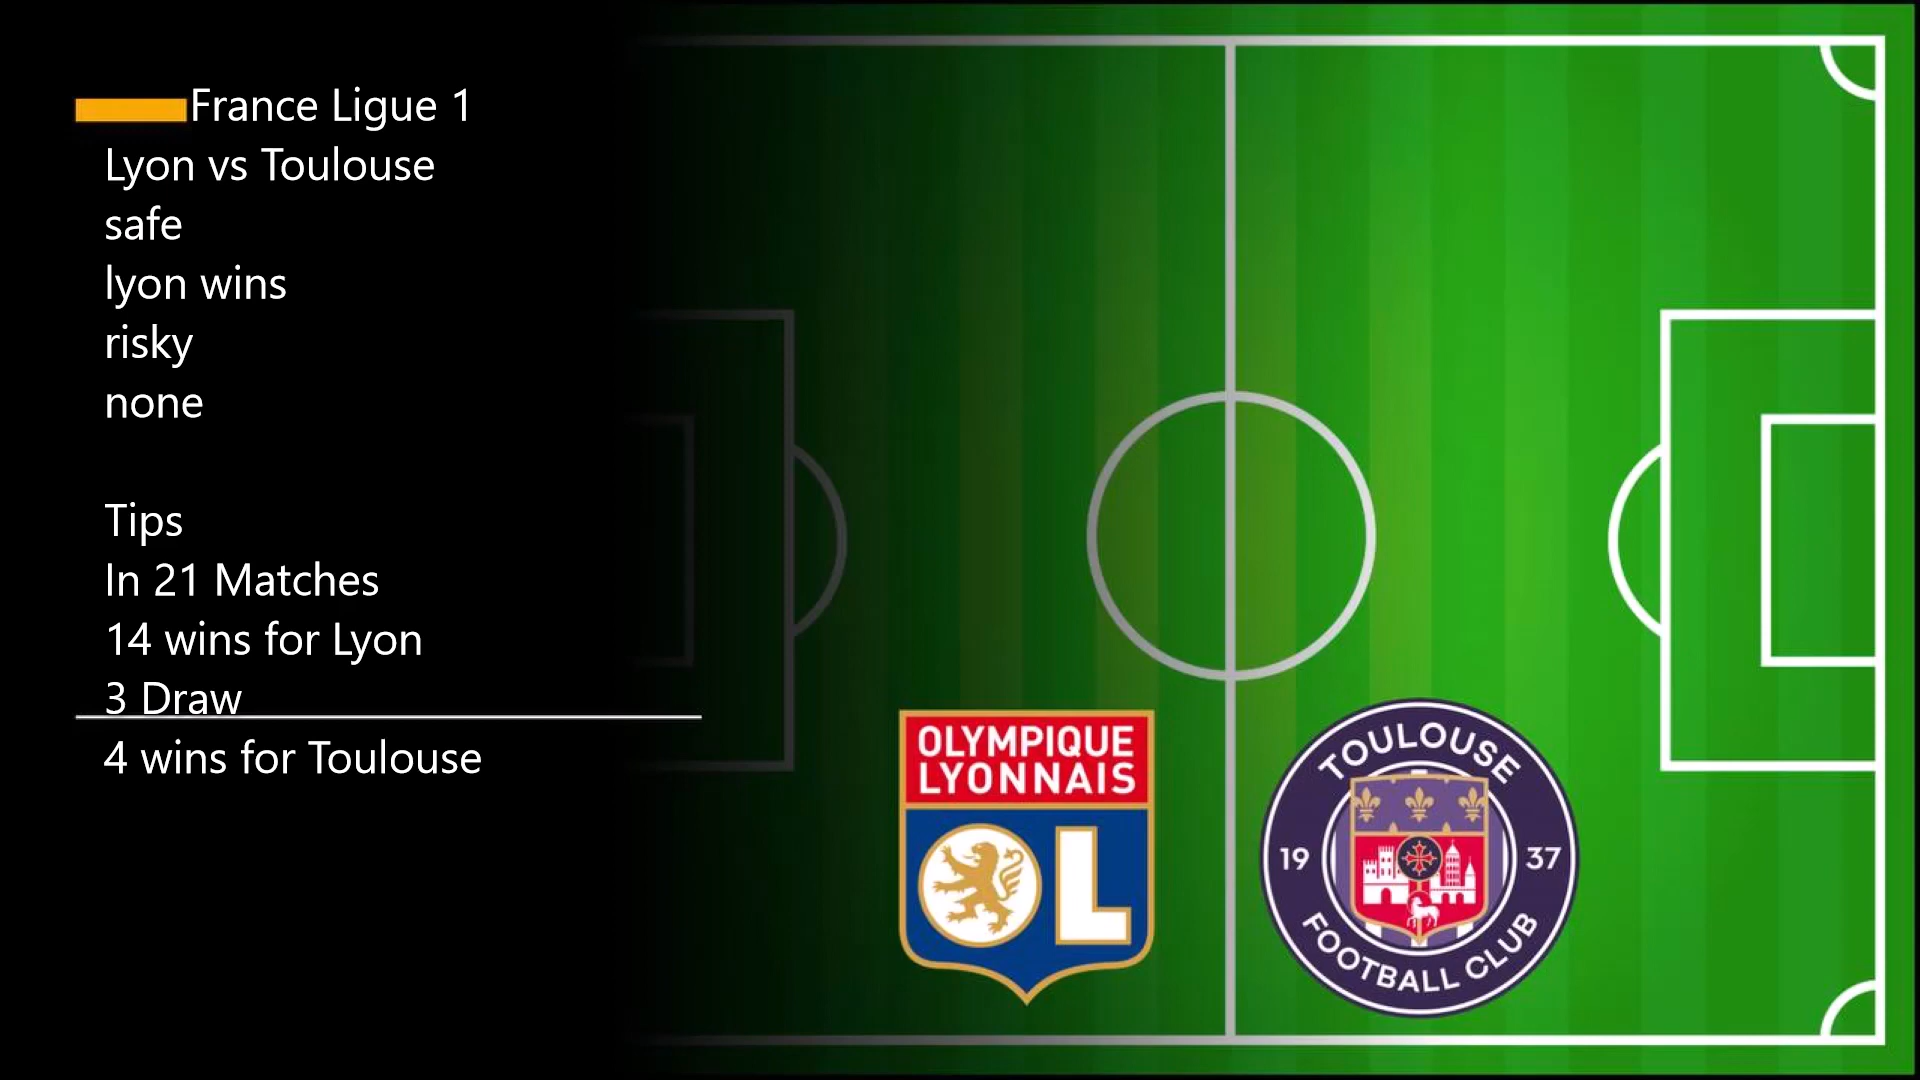 France Ligue 1
Lyon vs Toulouse
safe
lyon wins
risky
none
Tips
In 21 Matches
14 wins for Lyon
3 Draw
4 wins for Toulouse
OLYMPIQUE
LYONNAIS
OL
TOULOUSE
19 37
FOOTBALL CLUB